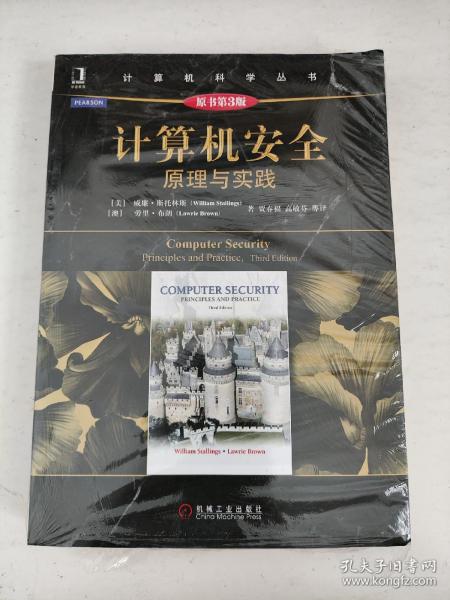 华章教育
计算机科学丛书
PEARSON
原书第3版
计算机安全
原理与实践
[美] 威廉·斯托林斯 (William Stallings)
[澳] 劳里·布朗 (Lawrie Brown)
著 贾春福 高敏芬 等译
Computer Security
Principles and Practice, Third Edition
COMPUTER SECURITY
PRINCIPLES AND PRACTICE
Third Edition
William Stallings • Lawrie Brown
机械工业出版社
China Machine Press
孔夫子旧书网
www.kongfz.com